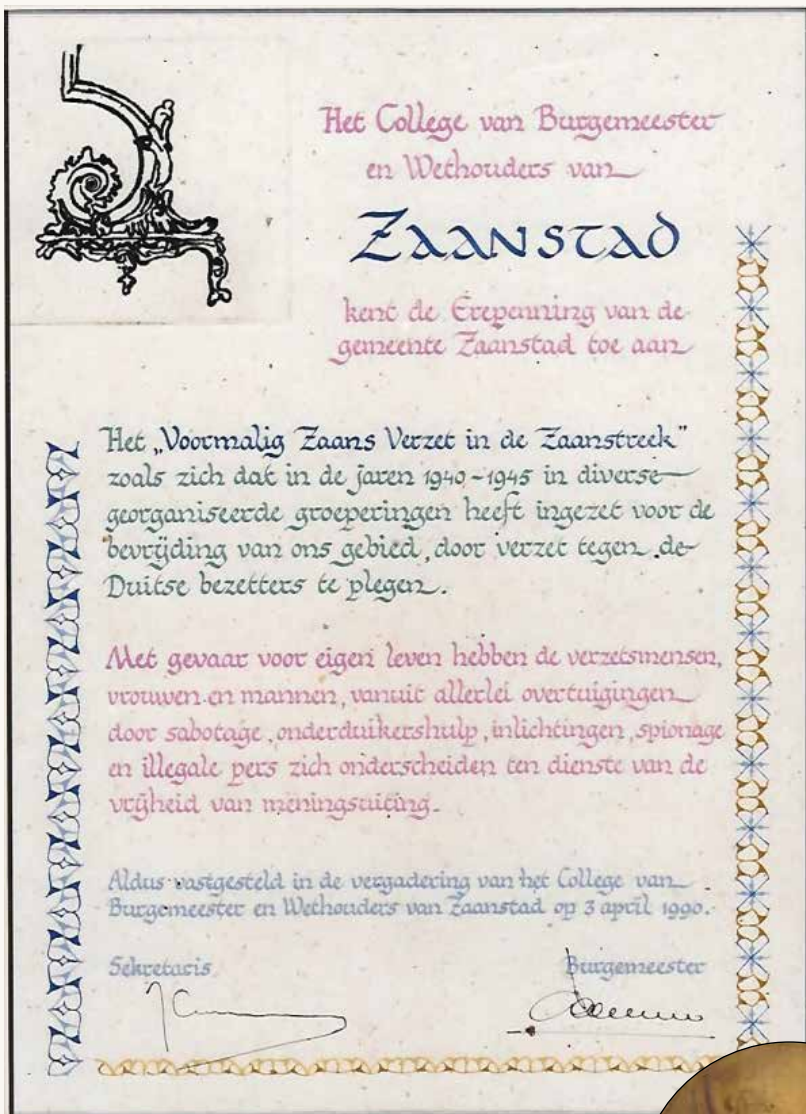 Het College van Burgemeester
en Wethouders van
ZAANSTAD
kent de Erepenning van de
gemeente Zaanstad toe aan
Het „Voormalig Zaans Verzet in de Zaanstreek"
zoals zich dat in de jaren 1940-1945 in diverse
georganiseerde groeperingen heeft ingezet voor de
bevrijding van ons gebied, door verzet tegen de
Duitse bezetters te plegen.
Met gevaar voor eigen leven hebben de verzetsmensen,
vrouwen en mannen, vanuit allerlei overtuigingen
door sabotage, onderduikershulp, inlichtingen, spionage
en illegale pers zich onderscheiden ten dienste van de
vrijheid van meningsuiting.
Aldus vastgesteld in de vergadering van het College van
Burgemeester en Wethouders van Zaanstad op 3 april 1990.
Sekretaris Burgemeester